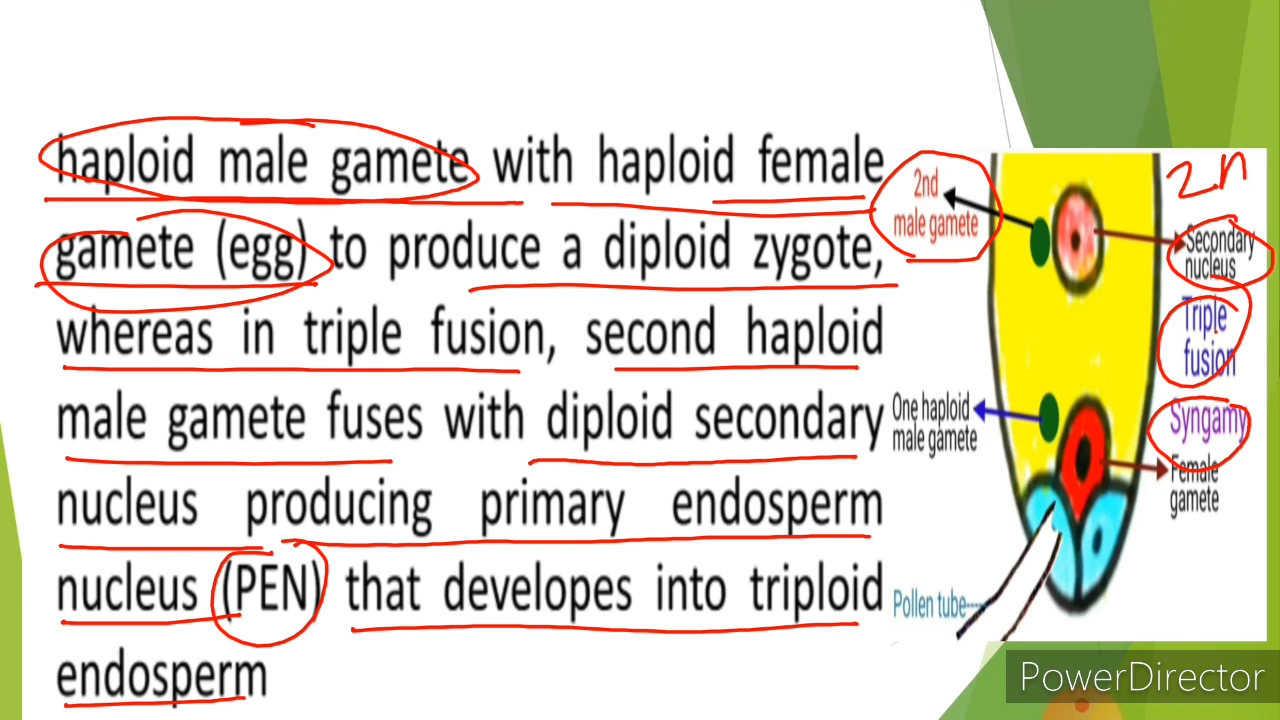 haploid male gamete with haploid female
gamete (egg) to produce a diploid zygote,
whereas in triple fusion, second haploid
male gamete fuses with diploid secondary
nucleus producing primary endosperm
nucleus (PEN) that developes into triploid
endosperm
2nd
male gamete
2n
Secondary
nucleus
Triple
fusion
One haploid
male gamete
Syngamy
Female
gamete
Pollen tube
PowerDirector